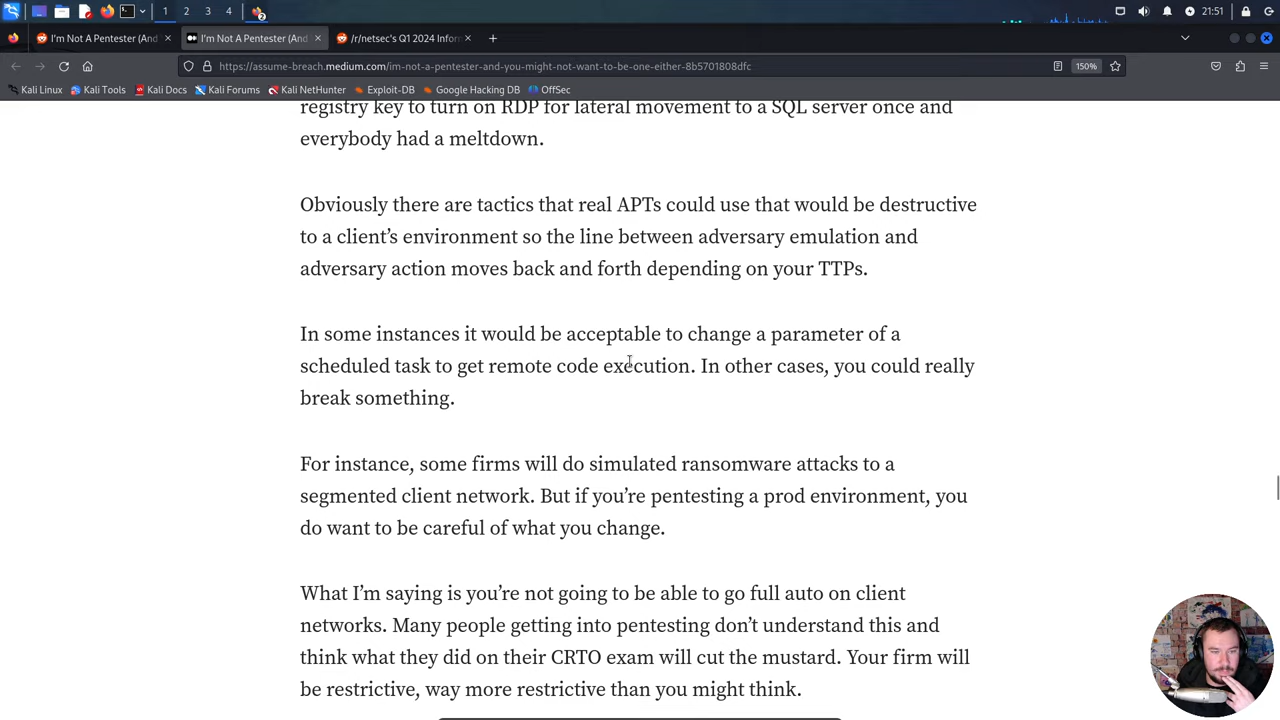 1 2 3 4 2 21:51
I'm Not A Pentester (And × I'm Not A Pentester (And × /r/netsec's Q1 2024 Infor × +
https://assume-breach.medium.com/im-not-a-pentester-and-you-might-not-want-to-be-one-either-8b5701808dfc 150%
Kali Linux Kali Tools Kali Docs Kali Forums Kali NetHunter Exploit-DB Google Hacking DB OffSec
registry key to turn on RDP for lateral movement to a SQL server once and
everybody had a meltdown.
Obviously there are tactics that real APTs could use that would be destructive
to a client’s environment so the line between adversary emulation and
adversary action moves back and forth depending on your TTPs.
In some instances it would be acceptable to change a parameter of a
scheduled task to get remote code execution. In other cases, you could really
break something.
For instance, some firms will do simulated ransomware attacks to a
segmented client network. But if you’re pentesting a prod environment, you
do want to be careful of what you change.
What I’m saying is you’re not going to be able to go full auto on client
networks. Many people getting into pentesting don’t understand this and
think what they did on their CRTO exam will cut the mustard. Your firm will
be restrictive, way more restrictive than you might think.